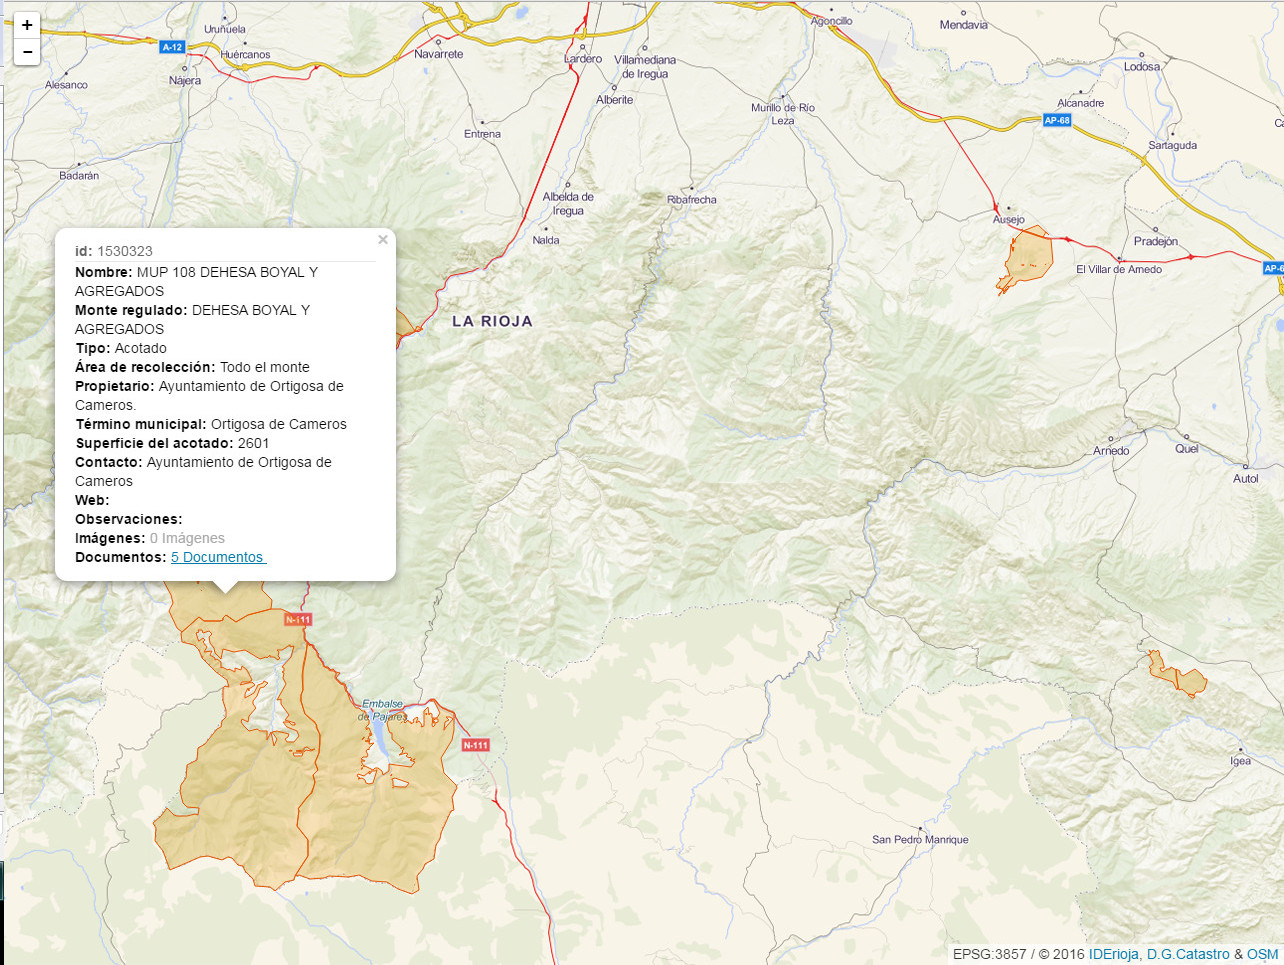 +
−
Uruñuela
A-12
Huércanos
Navarrete
Alesanco
Nájera
Lardero
Villamediana
de Iregua
Alberite
Agoncillo
Mendavia
Lodosa
Alcanadre
AP-68
Sartaguda
Murillo de Río
Leza
Entrena
Badarán
Albelda de
Iregua
Ribafrecha
Nalda
Ausejo
Pradejón
El Villar de Arnedo
AP-6
LA RIOJA
id: 1530323
×
Nombre: MUP 108 DEHESA BOYAL Y
AGREGADOS
Monte regulado: DEHESA BOYAL Y
AGREGADOS
Tipo: Acotado
Área de recolección: Todo el monte
Propietario: Ayuntamiento de Ortigosa de
Cameros.
Término municipal: Ortigosa de Cameros
Superficie del acotado: 2601
Contacto: Ayuntamiento de Ortigosa de
Cameros
Web:
Observaciones:
Imágenes: 0 Imágenes
Documentos: 5 Documentos
Arnedo
Quel
Autol
N-111
Embalse
de Pajares
N-111
Igea
San Pedro Manrique
EPSG:3857 / © 2016 IDErioja, D.G.Catastro & OSM